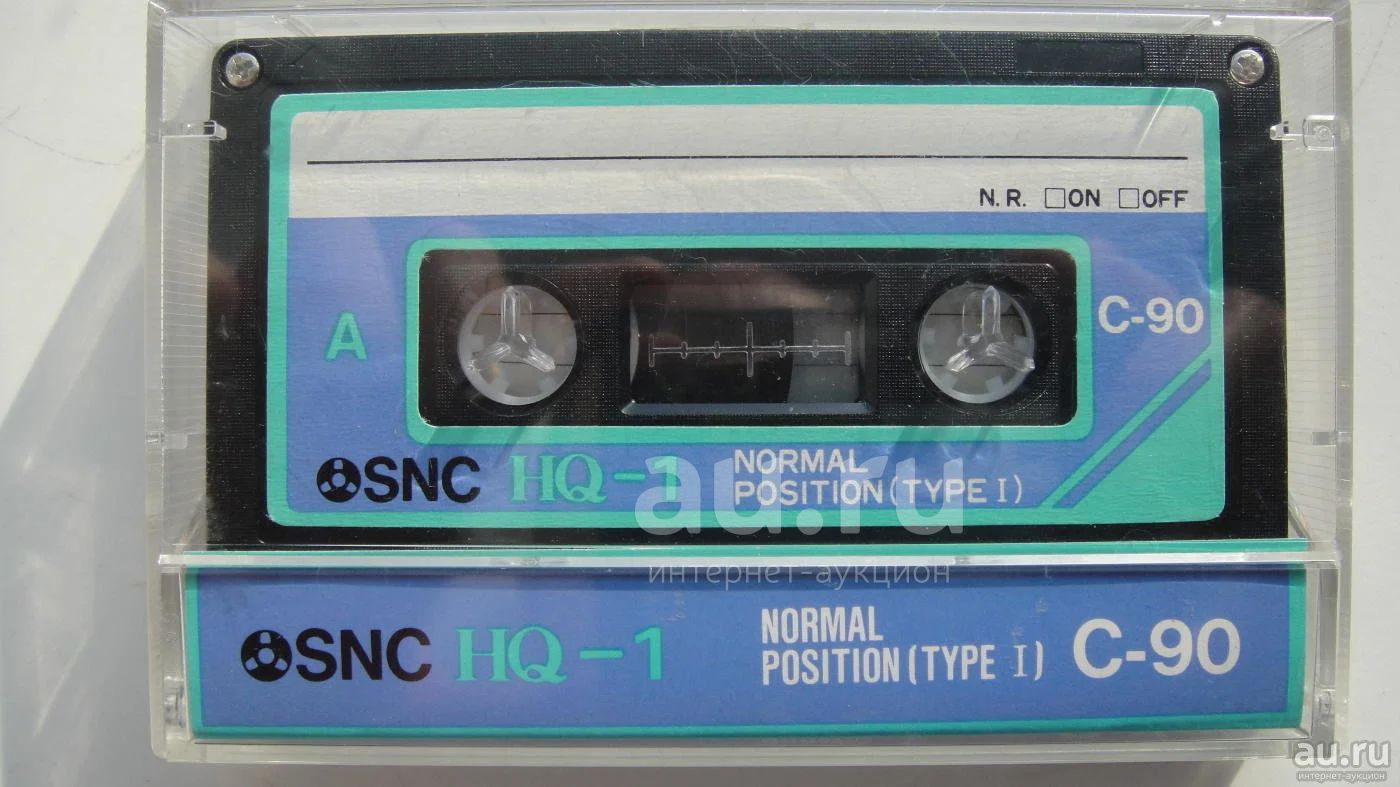 N. R. □ON □OFF
A
C-90
SNC HQ-1 NORMAL
POSITION (TYPE I)
au.ru
интернет-аукцион
SNC HQ-1 NORMAL
POSITION (TYPE I) C-90
au.ru
интернет-аукцион